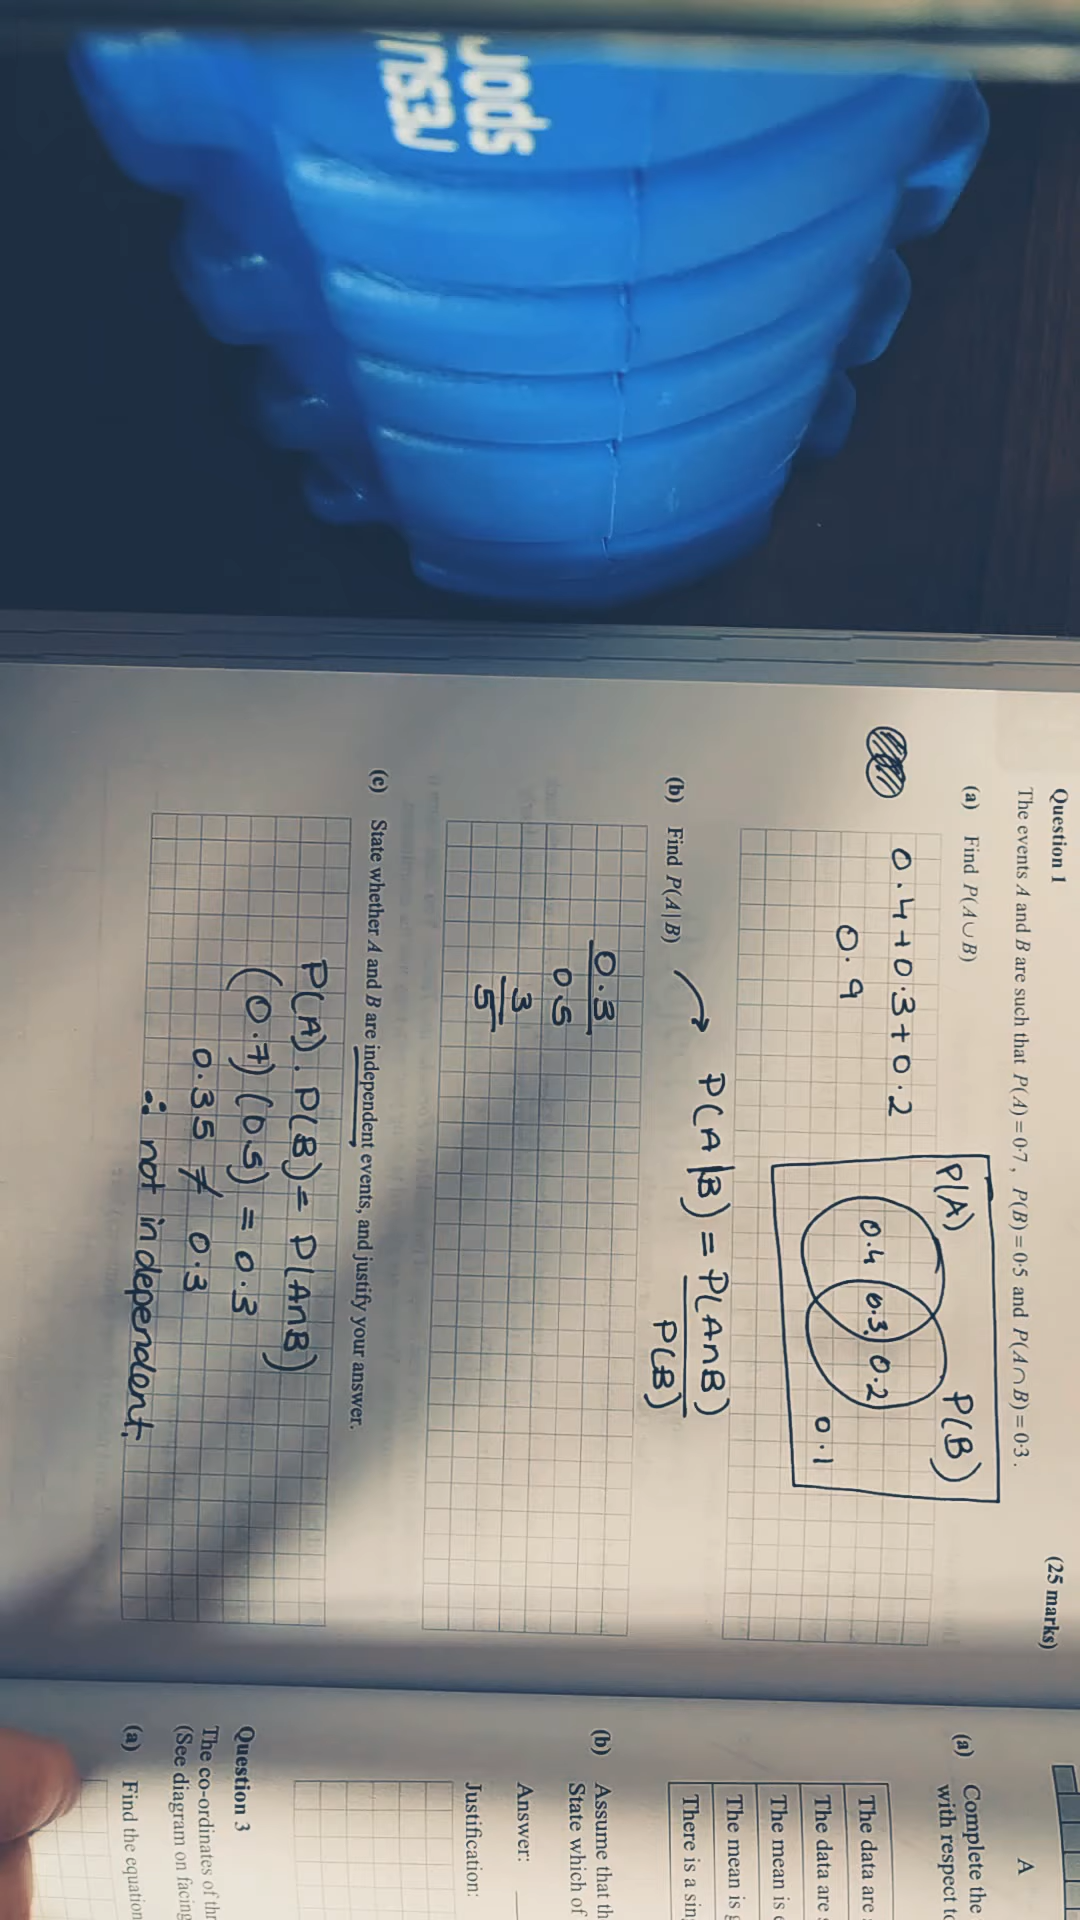 Question 1
(25 marks)
The events A and B are such that P(A) = 0·7, P(B) = 0·5 and P(A ∩ B) = 0·3.
(a) Find P(A ∪ B)
0.4+0.3+0.2
0.9
P(A)
P(B)
0.4
0.3
0.2
0.1
(b) Find P(A|B)
P(A|B) = P(A∩B)
P(B)
0.3
0.5
3
5
(c) State whether A and B are independent events, and justify your answer.
P(A).P(B) = P(A∩B)
(0.7)(0.5) = 0.3
0.35 ≠ 0.3
∴ not independent.
A
(a) Complete the
with respect to
The data are
The data are
The mean is
The mean is
There is a
(b) Assume that
State which of
Answer:
Justification:
Question 3
The co-ordinates of
(See diagram on facing
(a) Find the equation